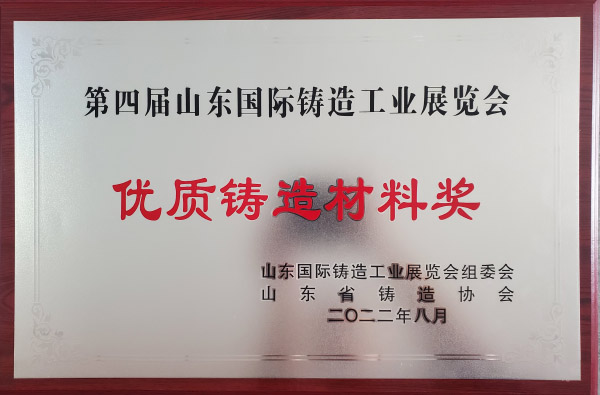 第四届山东国际铸造工业展览会
优质铸造材料奖
山东国际铸造工业展览会组委会
山东省铸造协会
二〇二二年八月